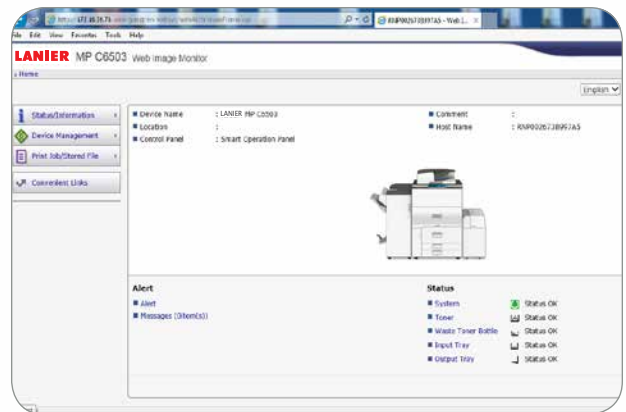 RNP002673B997A5 - Web I...
File Edit View Favorites Tools Help
LANIER MP C6503 Web Image Monitor
Home
English
Status/Information
Device Management
Print Job/Stored File
Convenient Links
Device Name : LANIER MP C6503
Location :
Control Panel : Smart Operation Panel
Comment :
Host Name : RNP002673B997A5
Alert
Alert
Messages (0item(s))
Status
System Status OK
Toner Status OK
Waste Toner Bottle Status OK
Input Tray Status OK
Output Tray Status OK